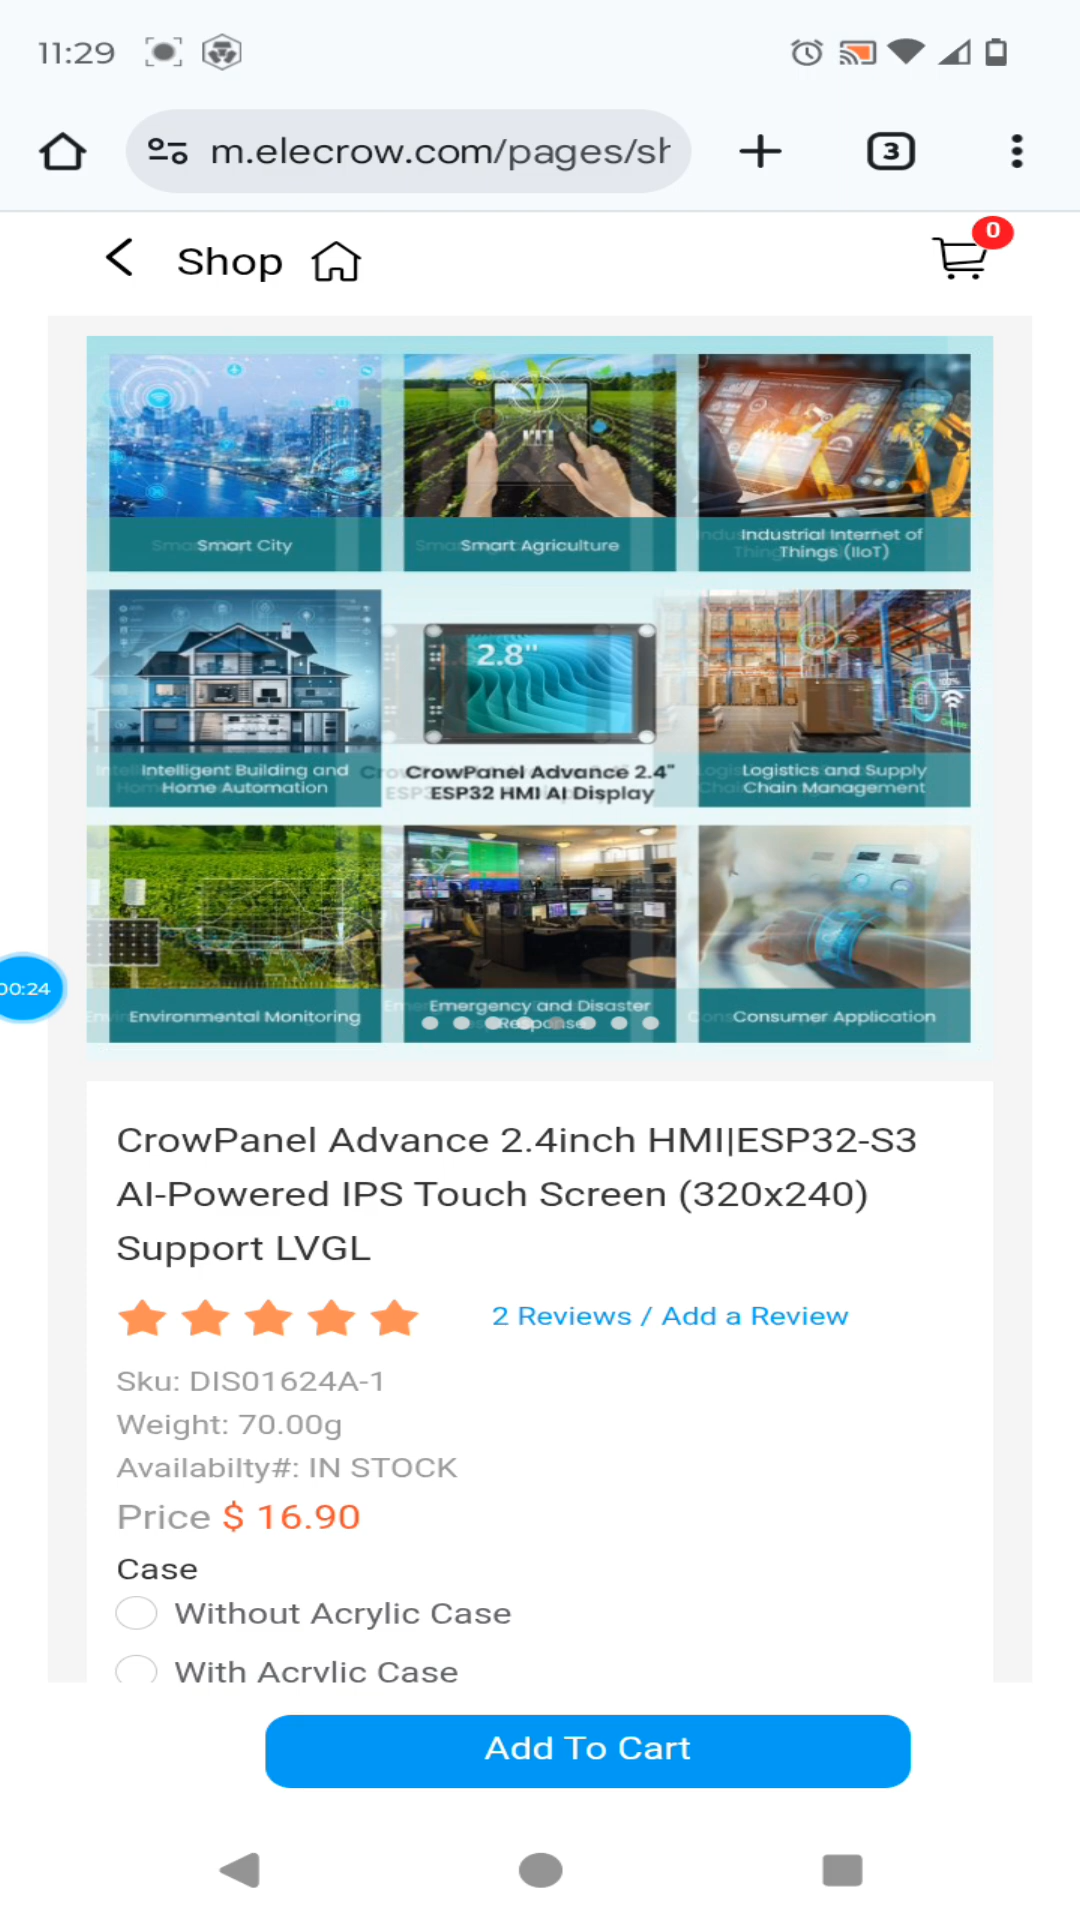 11:29
m.elecrow.com/pages/sh
3
Shop
0
Smart City
Smart Agriculture
Industrial Internet of
Things (IIoT)
2.8"
Intelligent Building and
Home Automation
CrowPanel Advance 2.4"
ESP32 HMI AI Display
Logistics and Supply
Chain Management
Environmental Monitoring
Emergency and Disaster
Response
Consumer Application
00:24
CrowPanel Advance 2.4inch HMI|ESP32-S3
AI-Powered IPS Touch Screen (320x240)
Support LVGL
2 Reviews / Add a Review
Sku: DIS01624A-1
Weight: 70.00g
Availabilty#: IN STOCK
Price $ 16.90
Case
Without Acrylic Case
With Acrylic Case
Add To Cart